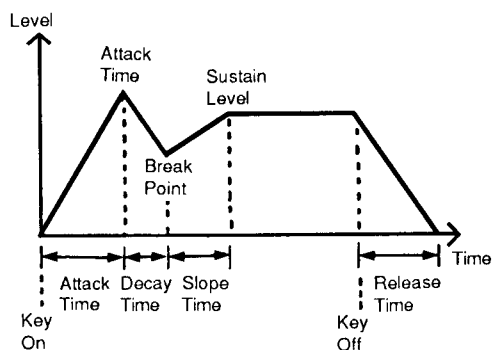 Level
Attack
Time
Sustain
Level
Break
Point
Time
Attack
Time
Decay
Time
Slope
Time
Release
Time
Key
On
Key
Off